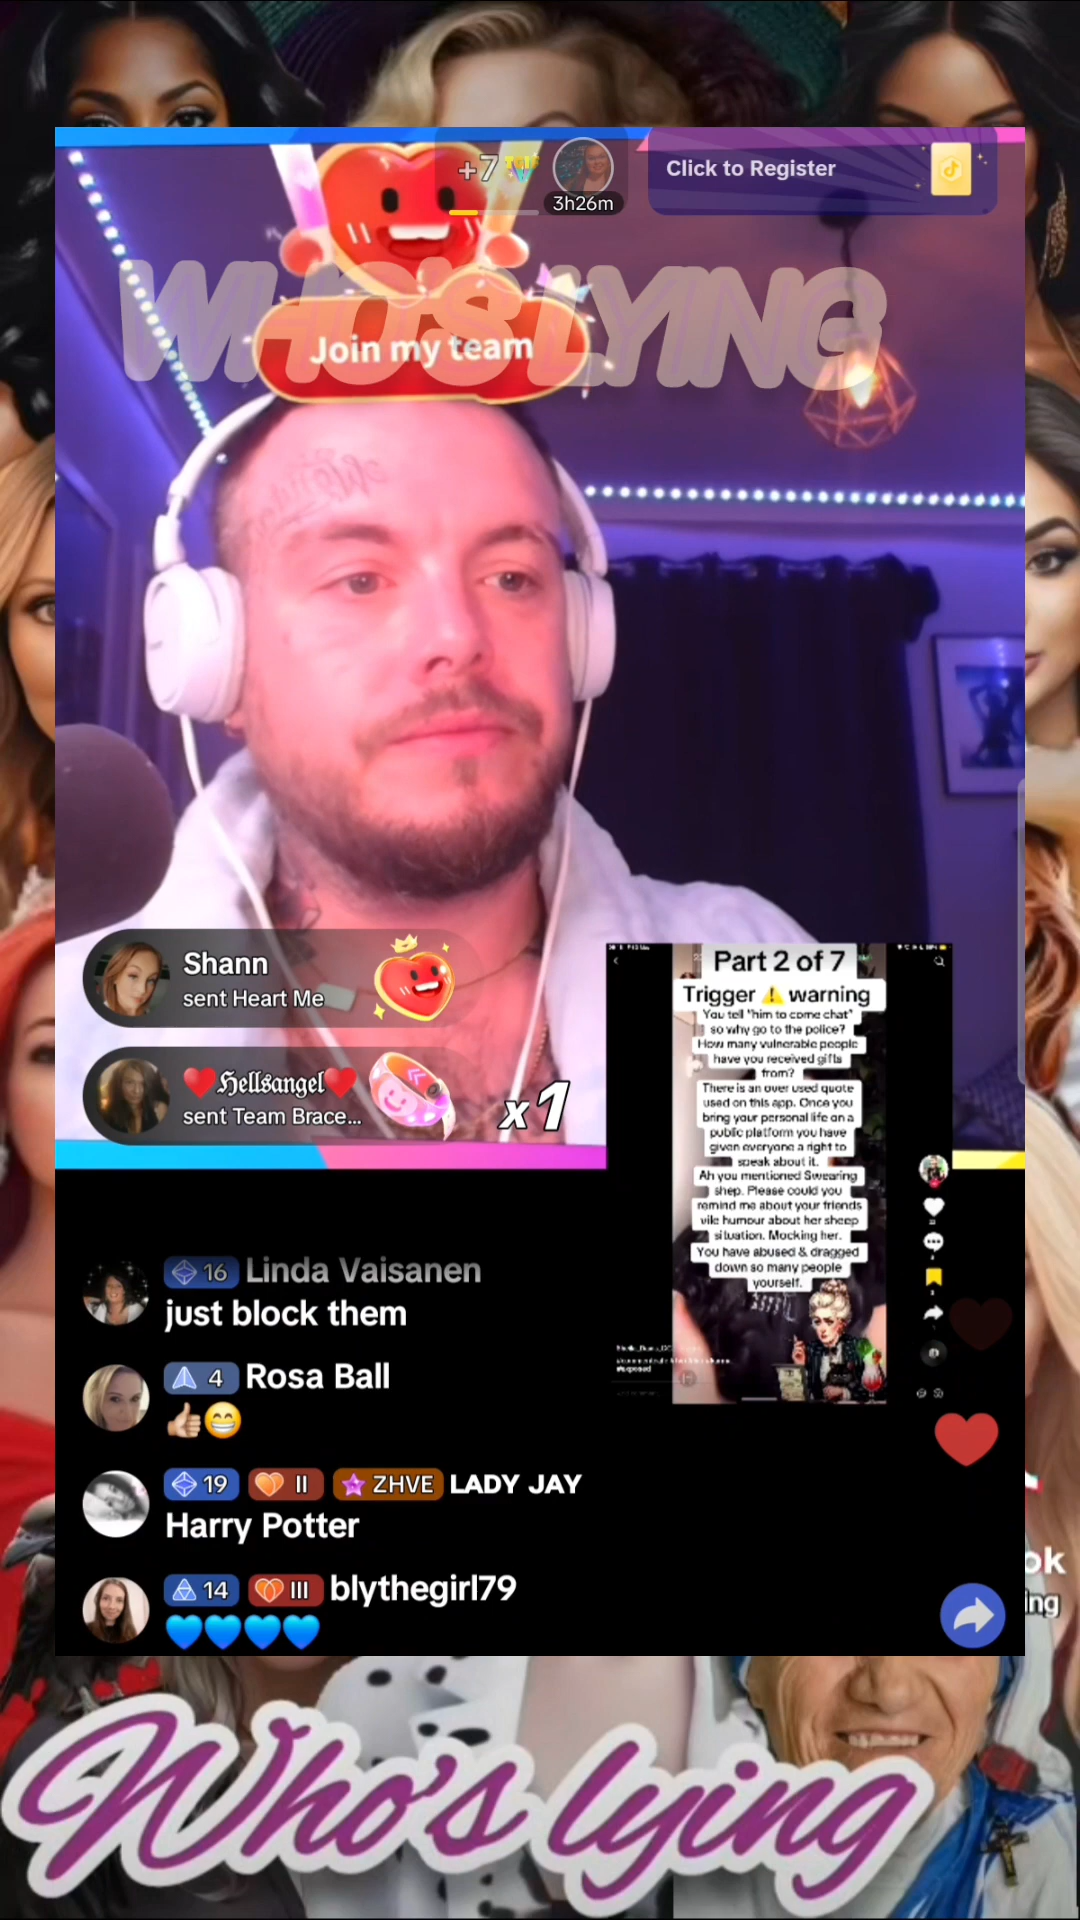 +7
3h26m
Click to Register
WHO'S LYING
Join my team
Shann
sent Heart Me
❤️Hellsangel❤️
sent Team Brace...
x1
Part 2 of 7
Trigger ⚠️ warning
You tell "him to come chat"
so why go to the police?
How many vulnerable people
have you received gifts
from?
There is an over used quote
used on this app. Once you
bring your personal life on a
public platform you have
given everyone a right to
speak about it.
Ah you mentioned Swearing
shep. Please could you
remind me about your friends
vile humour about her sheep
situation. Mocking her.
You have abused & dragged
down so many people
yourself.
16 Linda Vaisanen
just block them
4 Rosa Ball
👍🏼😁
19 II ZHVE LADY JAY
Harry Potter
14 III blythegirl79
💙💙💙💙
ok
ing
Who's lying